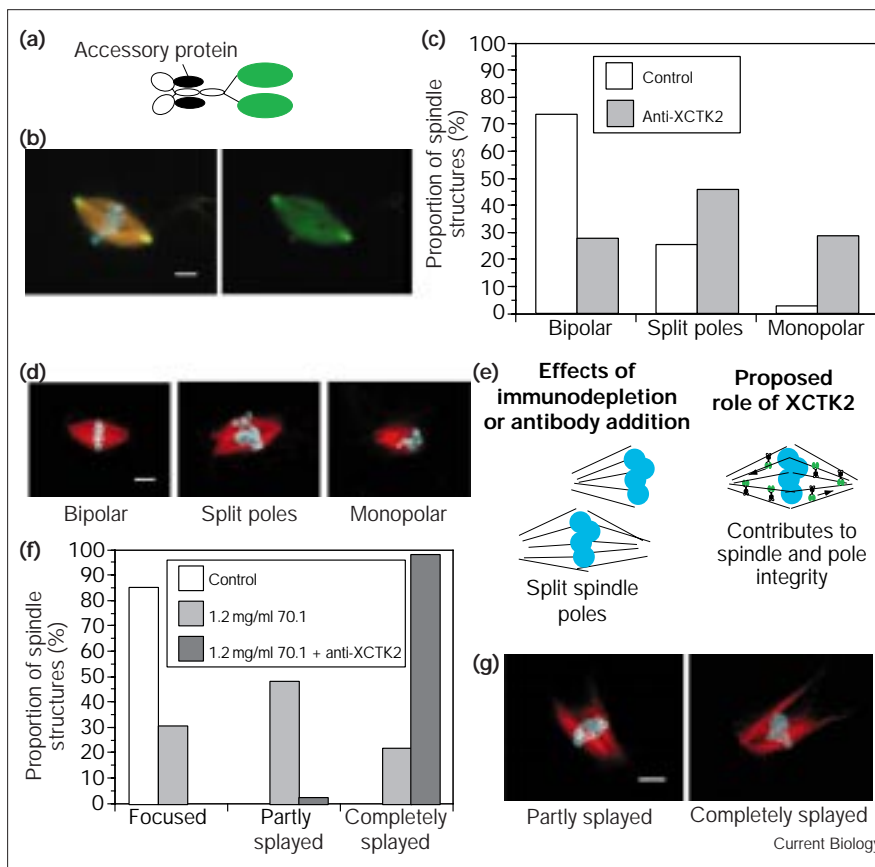 (a)
Accessory protein
(b)
(c)
100
90
80
70
60
50
40
30
20
10
0
Proportion of spindle
structures (%)
Control
Anti-XCTK2
Bipolar Split poles Monopolar
(d)
Bipolar Split poles Monopolar
(e)
Effects of
immunodepletion
or antibody addition
Split spindle
poles
Proposed
role of XCTK2
Contributes to
spindle and pole
integrity
(f)
100
90
80
70
60
50
40
30
20
10
0
Proportion of spindle
structures (%)
Control
1.2 mg/ml 70.1
1.2 mg/ml 70.1 + anti-XCTK2
Focused Partly
splayed Completely
splayed
(g)
Partly splayed Completely splayed
Current Biology